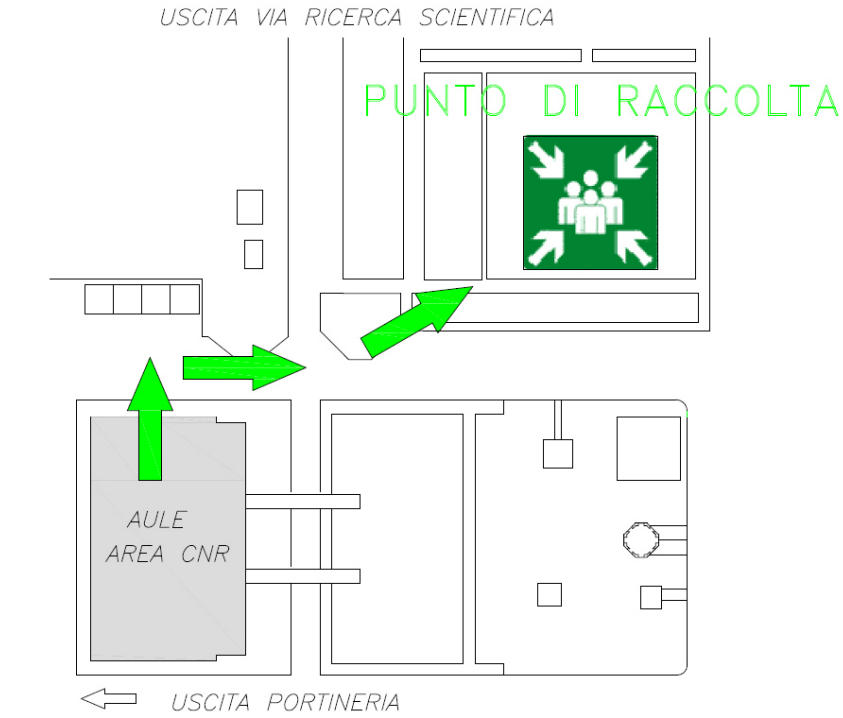 USCITA VIA RICERCA SCIENTIFICA
PUNTO DI RACCOLTA
AULE
AREA CNR
USCITA PORTINERIA